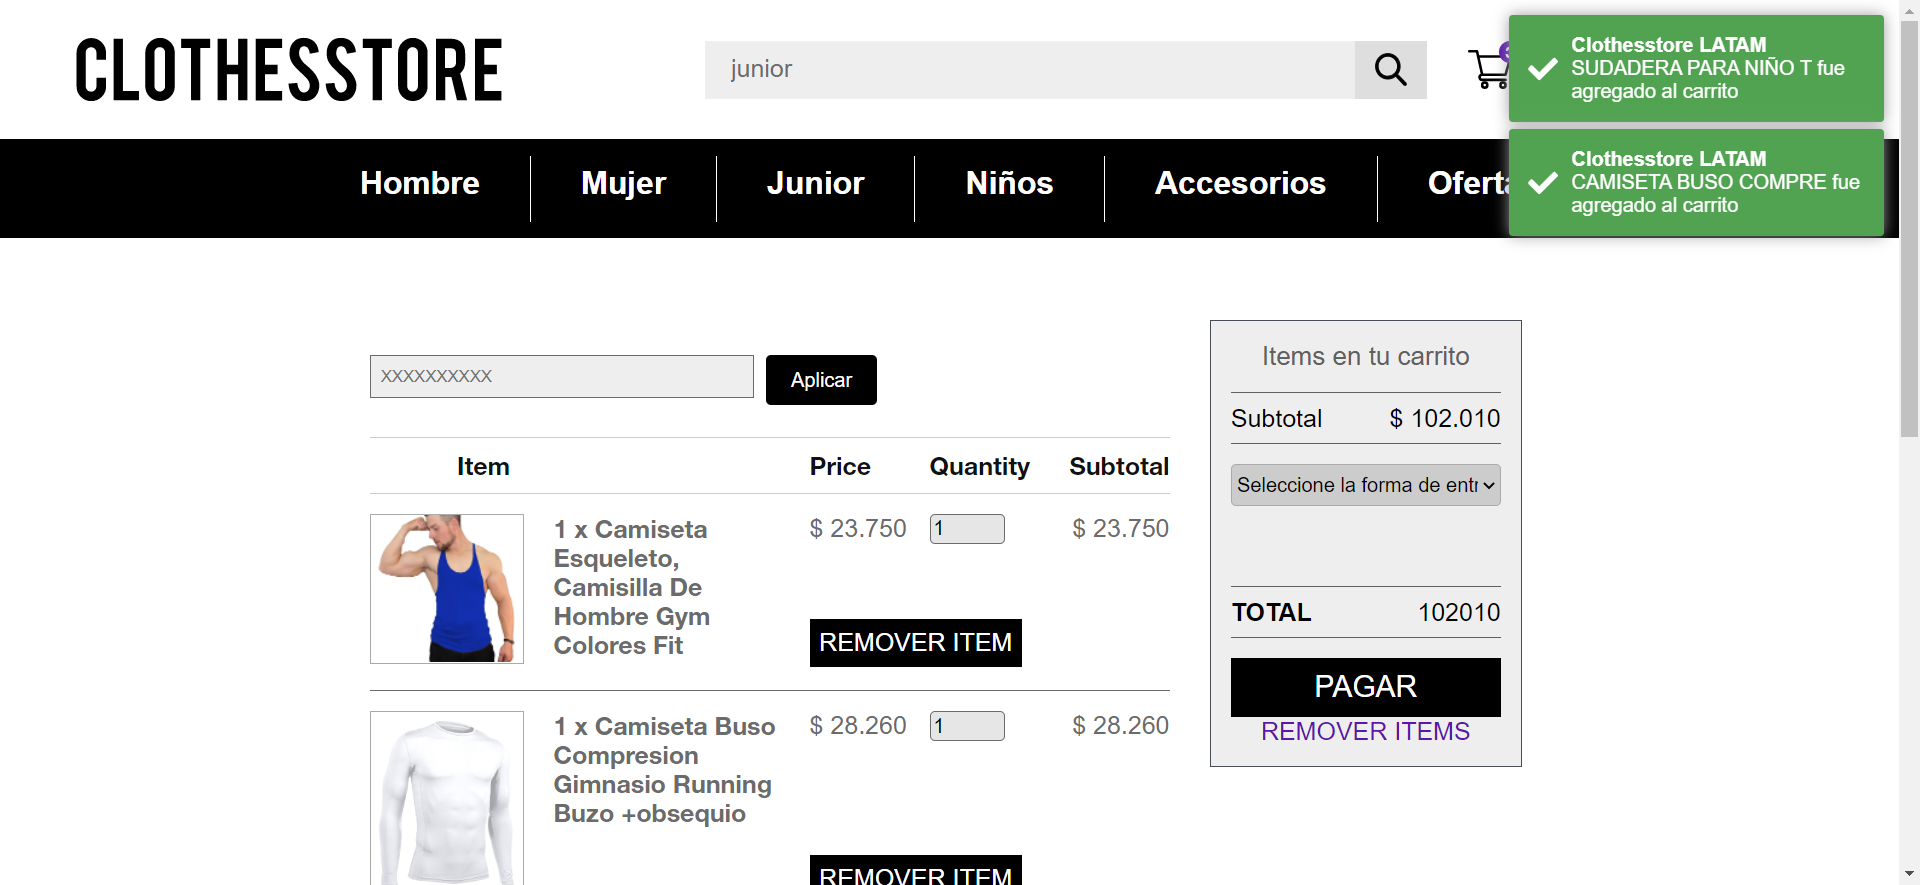 CLOTHESSTORE
junior
Clothesstore LATAM
SUDADERA PARA NIÑO T fue
agregado al carrito
Clothesstore LATAM
CAMISETA BUSO COMPRE fue
agregado al carrito
Hombre
Mujer
Junior
Niños
Accesorios
Oferta
XXXXXXXXXX
Aplicar
Item
Price
Quantity
Subtotal
1 x Camiseta
Esqueleto,
Camisilla De
Hombre Gym
Colores Fit
$ 23.750
1
$ 23.750
REMOVER ITEM
1 x Camiseta Buso
Compresion
Gimnasio Running
Buzo +obsequio
$ 28.260
1
$ 28.260
REMOVER ITEM
Items en tu carrito
Subtotal
$ 102.010
Seleccione la forma de entr
TOTAL
102010
PAGAR
REMOVER ITEMS